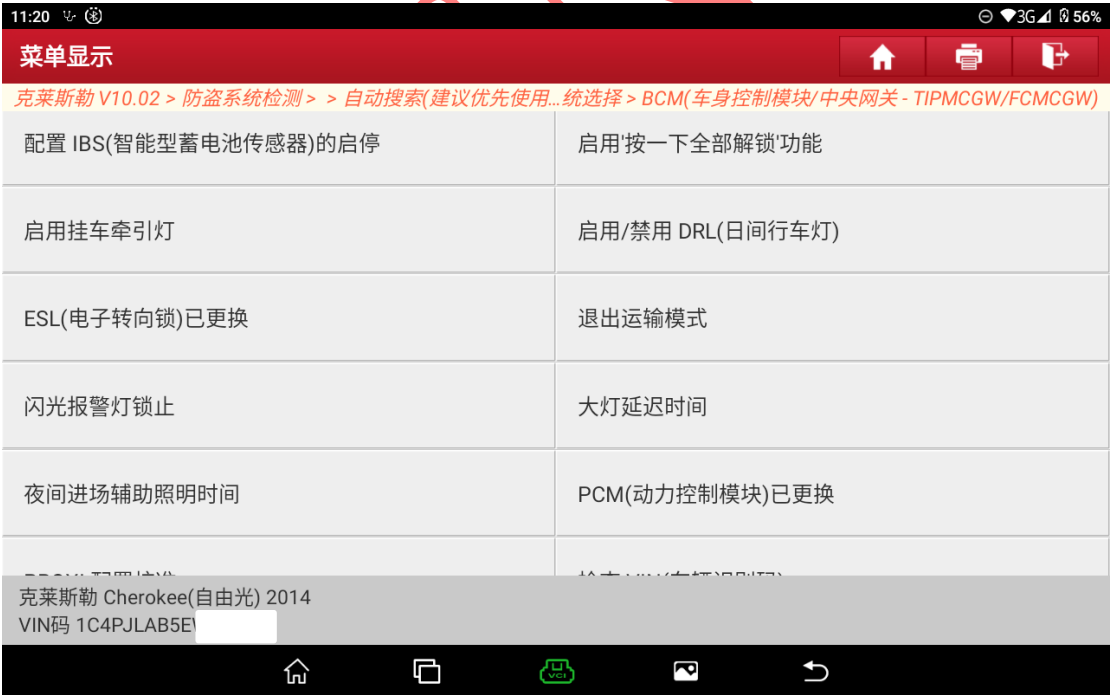 11:20
3G 56%
菜单显示
克莱斯勒 V10.02 > 防盗系统检测 > > 自动搜索(建议优先使用...统选择 > BCM(车身控制模块/中央网关 - TIPMCGW/FCMCGW)
配置 IBS(智能型蓄电池传感器)的启停
启用'按一下全部解锁'功能
启用挂车牵引灯
启用/禁用 DRL(日间行车灯)
ESL(电子转向锁)已更换
退出运输模式
闪光报警灯锁止
大灯延迟时间
夜间进场辅助照明时间
PCM(动力控制模块)已更换
克莱斯勒 Cherokee(自由光) 2014
VIN码 1C4PJLAB5E
VCI